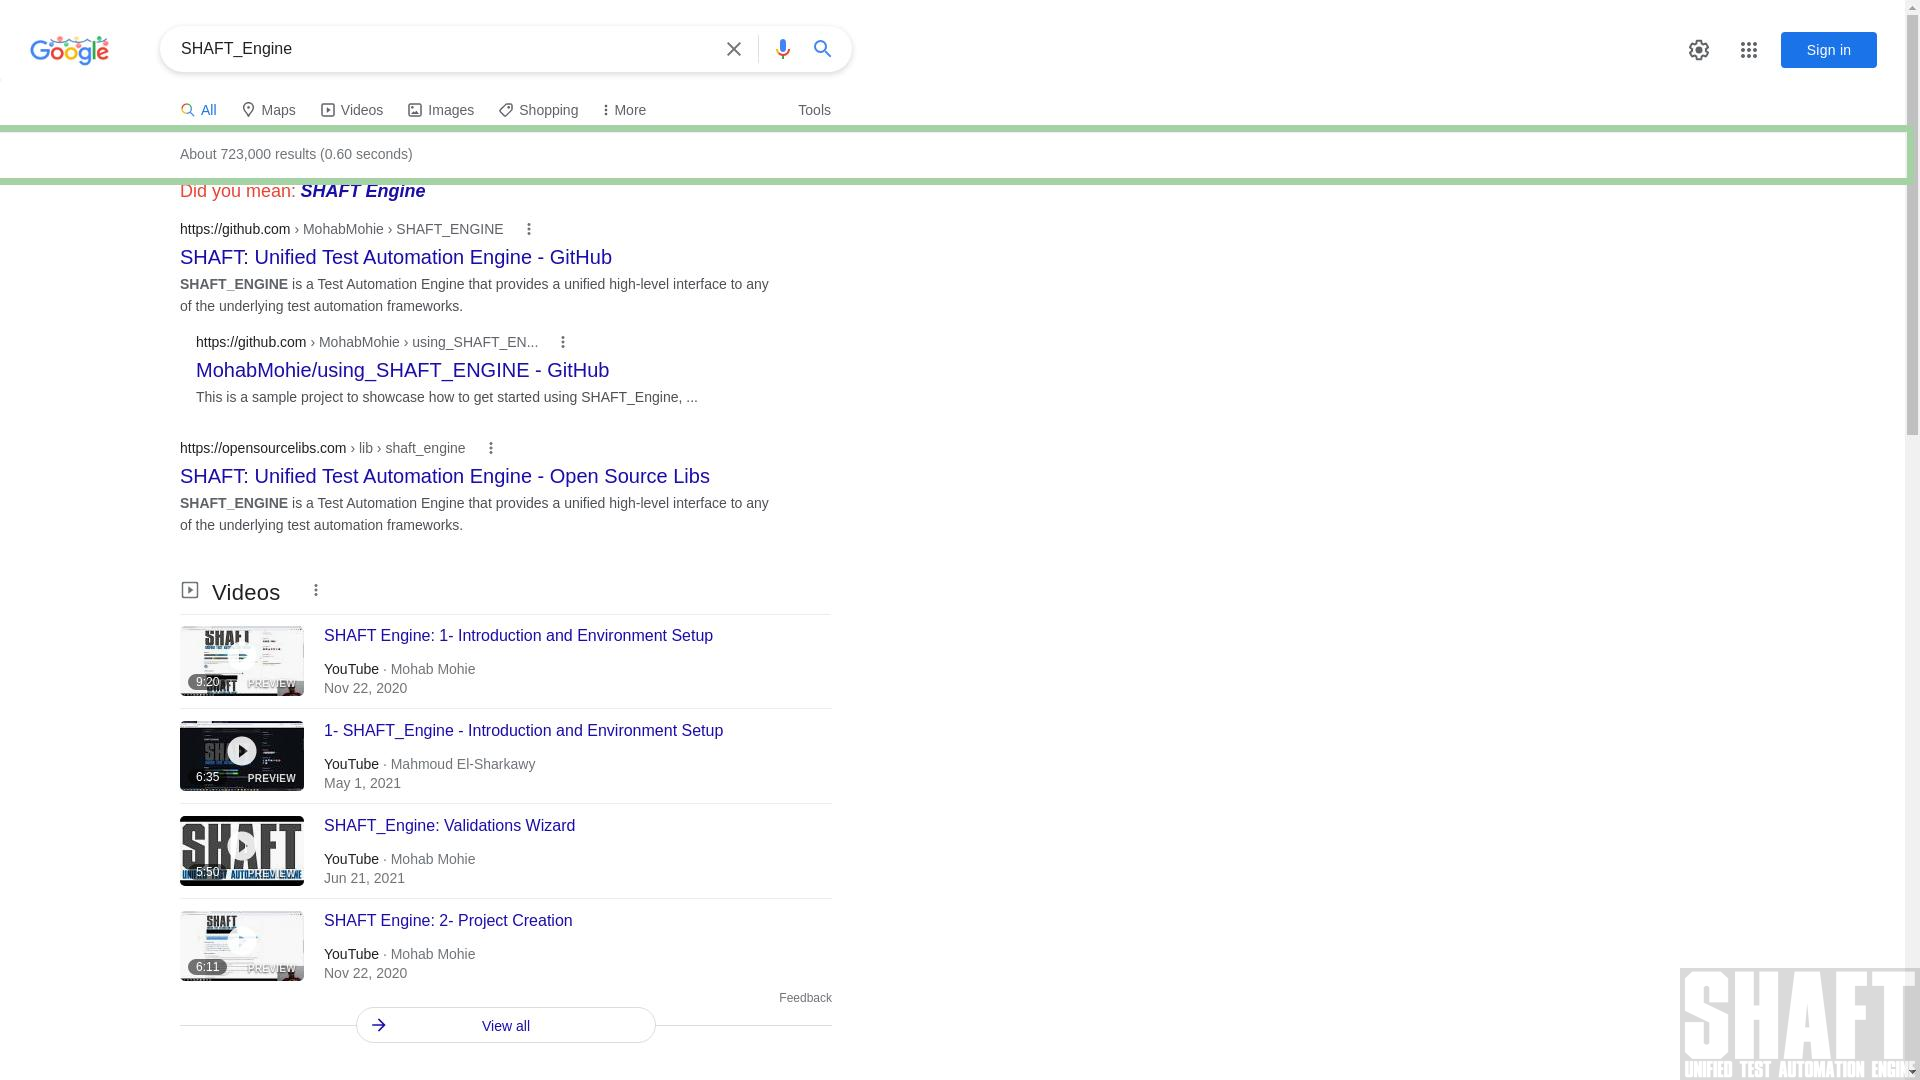 Google
SHAFT_Engine
Sign in
All
Maps
Videos
Images
Shopping
More
Tools
About 723,000 results (0.60 seconds)
Did you mean: SHAFT Engine
https://github.com › MohabMohie › SHAFT_ENGINE
SHAFT: Unified Test Automation Engine - GitHub
SHAFT_ENGINE is a Test Automation Engine that provides a unified high-level interface to any
of the underlying test automation frameworks.
https://github.com › MohabMohie › using_SHAFT_EN...
MohabMohie/using_SHAFT_ENGINE - GitHub
This is a sample project to showcase how to get started using SHAFT_Engine, ...
https://opensourcelibs.com › lib › shaft_engine
SHAFT: Unified Test Automation Engine - Open Source Libs
SHAFT_ENGINE is a Test Automation Engine that provides a unified high-level interface to any
of the underlying test automation frameworks.
Videos
SHAFT
9:20
PREVIEW
SHAFT Engine: 1- Introduction and Environment Setup
YouTube · Mohab Mohie
Nov 22, 2020
6:35
PREVIEW
1- SHAFT_Engine - Introduction and Environment Setup
YouTube · Mahmoud El-Sharkawy
May 1, 2021
SHAFT
5:50
PREVIEW
UNIFIED TEST AUTOMATION ENGINE
SHAFT_Engine: Validations Wizard
YouTube · Mohab Mohie
Jun 21, 2021
SHAFT
6:11
PREVIEW
SHAFT Engine: 2- Project Creation
YouTube · Mohab Mohie
Nov 22, 2020
Feedback
View all
SHAFT
UNIFIED TEST AUTOMATION ENGINE